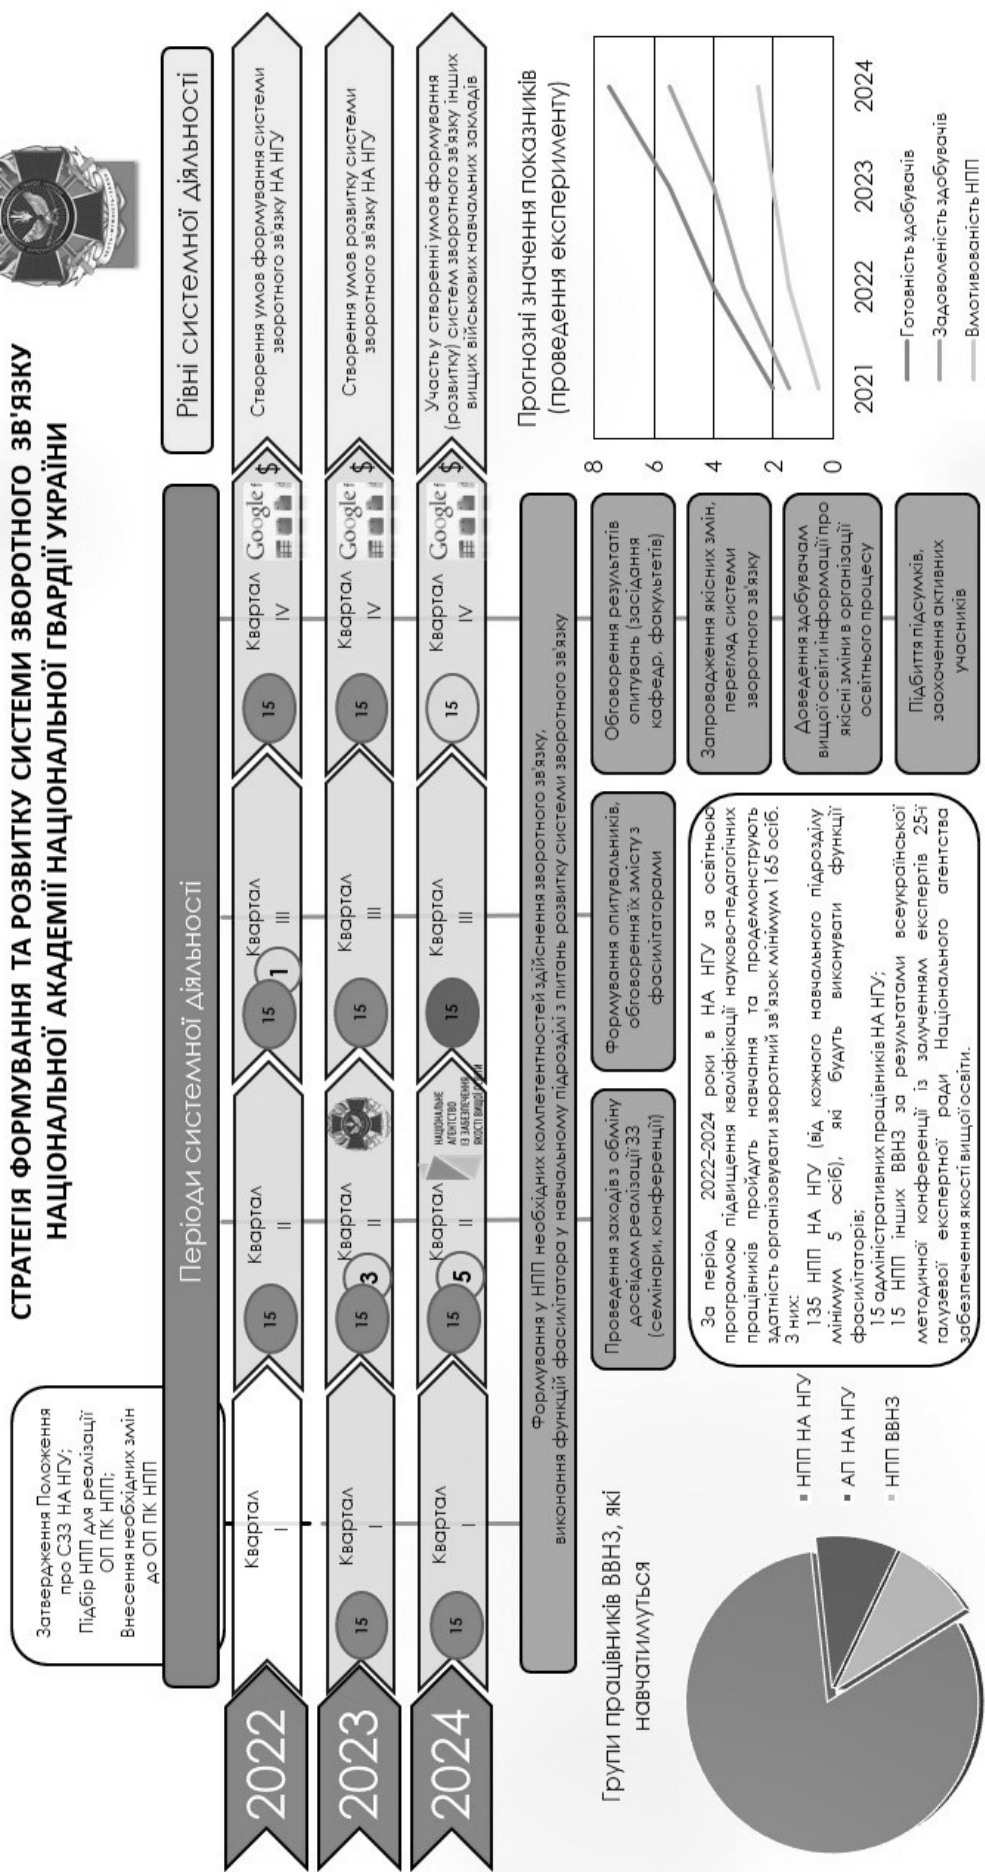 СТРАТЕГІЯ ФОРМУВАННЯ ТА РОЗВИТКУ СИСТЕМИ ЗВОРОТНОГО ЗВ'ЯЗКУ
НАЦІОНАЛЬНОЇ АКАДЕМІЇ НАЦІОНАЛЬНОЇ ГВАРДІЇ УКРАЇНИ
Затвердження Положення
про СЗЗ НА НГУ;
Підбір НПП для реалізації
ОП ПК НПП;
Внесення необхідних змін
до ОП ПК НПП
Періоди системної діяльності
Рівні системної діяльності
2022
Квартал
I
15
Квартал
II
15
1
Квартал
III
15
Квартал
IV
Google
$
Створення умов формування системи
зворотного зв'язку НА НГУ
2023
15
Квартал
I
15
3
Квартал
II
15
Квартал
III
15
Квартал
IV
Google
$
Створення умов розвитку системи
зворотного зв'язку НА НГУ
2024
15
Квартал
I
15
5
Квартал
II
НАЦІОНАЛЬНЕ
АГЕНТСТВО
ІЗ ЗАБЕЗПЕЧЕННЯ
ЯКОСТІ ВИЩОЇ ОСВІТИ
15
Квартал
III
15
Квартал
IV
Google
$
Участь у створенні умов формування
(розвитку) систем зворотного зв'язку інших
вищих військових навчальних закладів
Формування у НПП необхідних компетентностей здійснення зворотного зв'язку,
виконання функцій фасилітатора у навчальному підрозділі з питань розвитку системи зворотного зв'язку
Проведення заходів з обміну
досвідом реалізації ЗЗ
(семінари, конференції)
Формування опитувальників,
обговорення їх змісту з
фасилітаторами
Обговорення результатів
опитувань (засідання
кафедр, факультетів)
Запровадження якісних змін,
перегляд системи
зворотного зв'язку
Доведення здобувачам
вищої освіти інформації про
якісні зміни в організації
освітнього процесу
Підбиття підсумків,
заохочення активних
учасників
Групи працівників ВВНЗ, які
навчатимуться
НПП НА НГУ
АП НА НГУ
НПП ВВНЗ
За період 2022-2024 роки в НА НГУ за освітньою
програмою підвищення кваліфікації науково-педагогічних
працівників пройдуть навчання та продемонструють
здатність організовувати зворотний зв'язок мінімум 165 осіб.
З них:
135 НПП НА НГУ (від кожного навчального підрозділу
мінімум 5 осіб), які будуть виконувати функції
фасилітаторів;
15 адміністративних працівників НА НГУ;
15 НПП інших ВВНЗ за результатами всеукраїнської
методичної конференції із залученням експертів 25-ї
галузевої експертної ради Національного агентства
забезпечення якості вищої освіти.
Прогнозні значення показників
(проведення експерименту)
8
6
4
2
0
2021
2022
2023
2024
Готовність здобувачів
Задоволеність здобувачів
Вмотивованість НПП